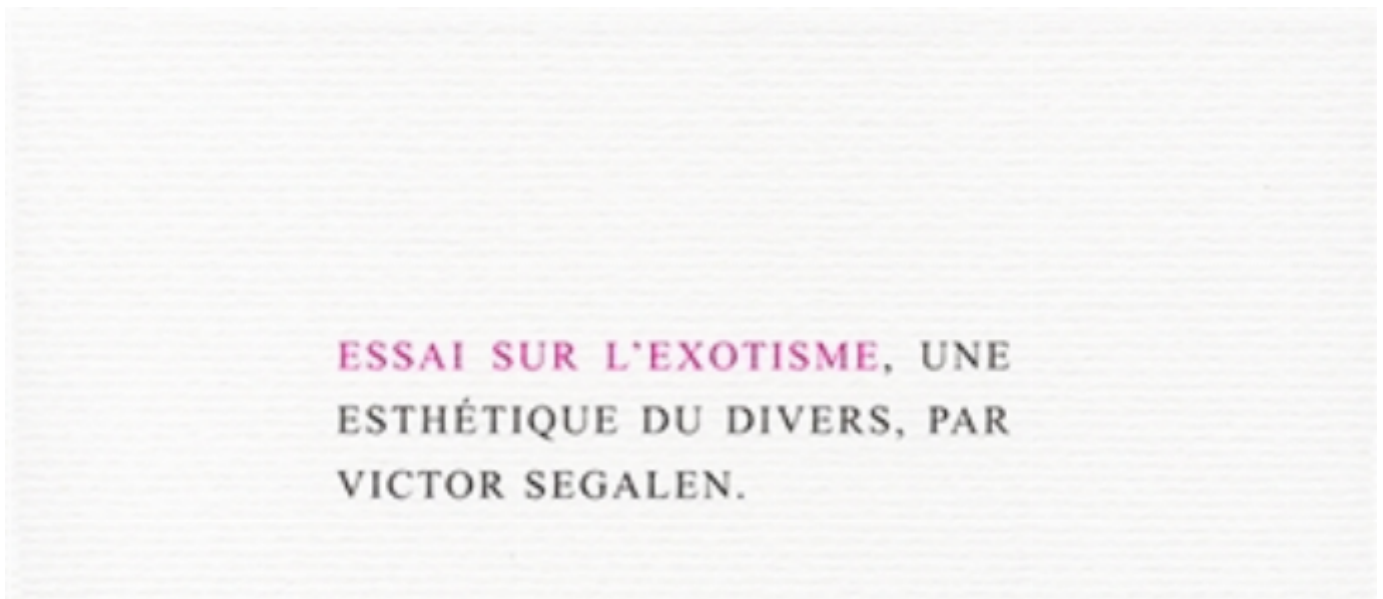 ESSAI SUR L’EXOTISME, UNE
ESTHÉTIQUE DU DIVERS, PAR
VICTOR SEGALEN.